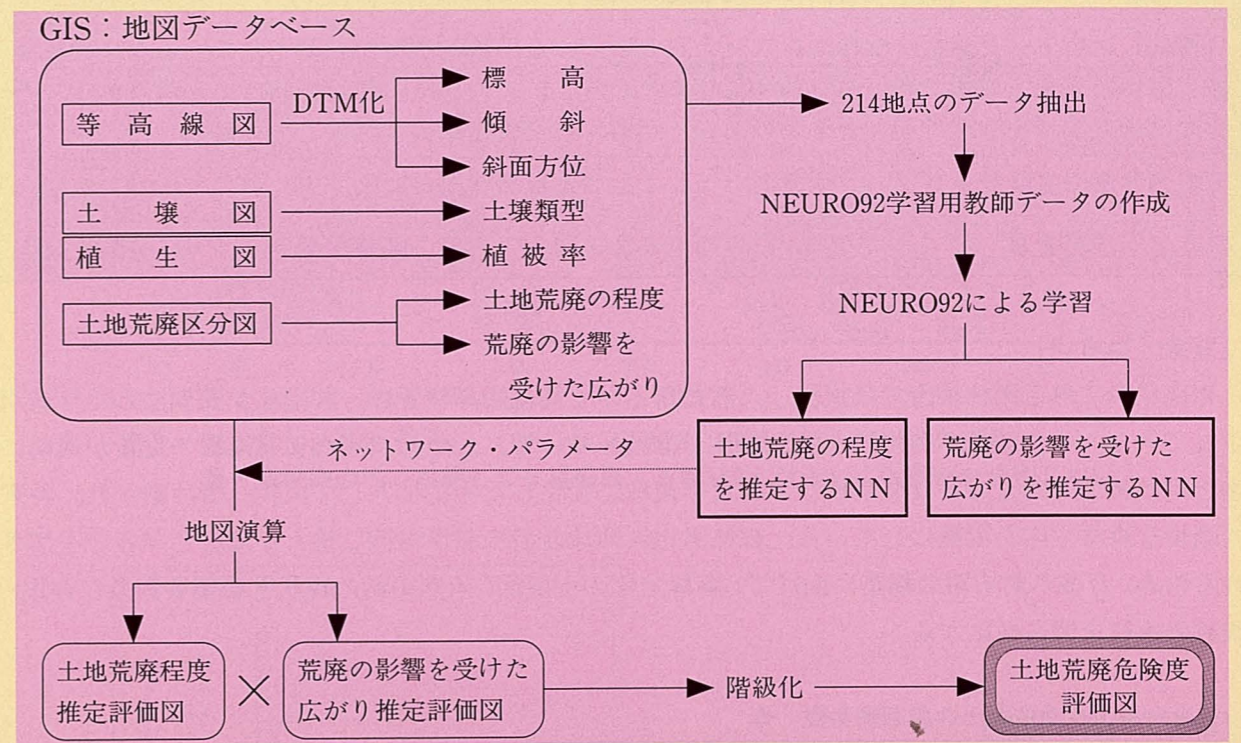 GIS：地図データベース
等高線図
DTM化
標高
傾斜
斜面方位
土壌図
土壌類型
植生図
植被率
土地荒廃区分図
土地荒廃の程度
荒廃の影響を
受けた広がり
214地点のデータ抽出
NEURO92学習用教師データの作成
NEURO92による学習
土地荒廃の程度
を推定するNN
荒廃の影響を受けた
広がりを推定するNN
ネットワーク・パラメータ
地図演算
土地荒廃程度
推定評価図
×
荒廃の影響を受けた
広がり推定評価図
階級化
土地荒廃危険度
評価図